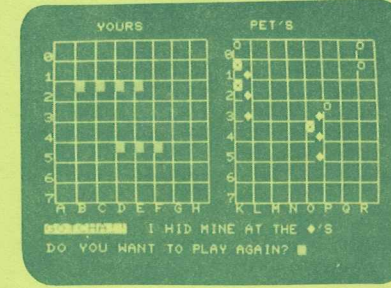 YOURS PET'S
0 0
1 1
2 2
3 3
4 4
5 5
6 6
7 7
A B C D E F G H K L M N O P Q R
GOTCHA!! I HID MINE AT THE ◆'S
DO YOU WANT TO PLAY AGAIN?